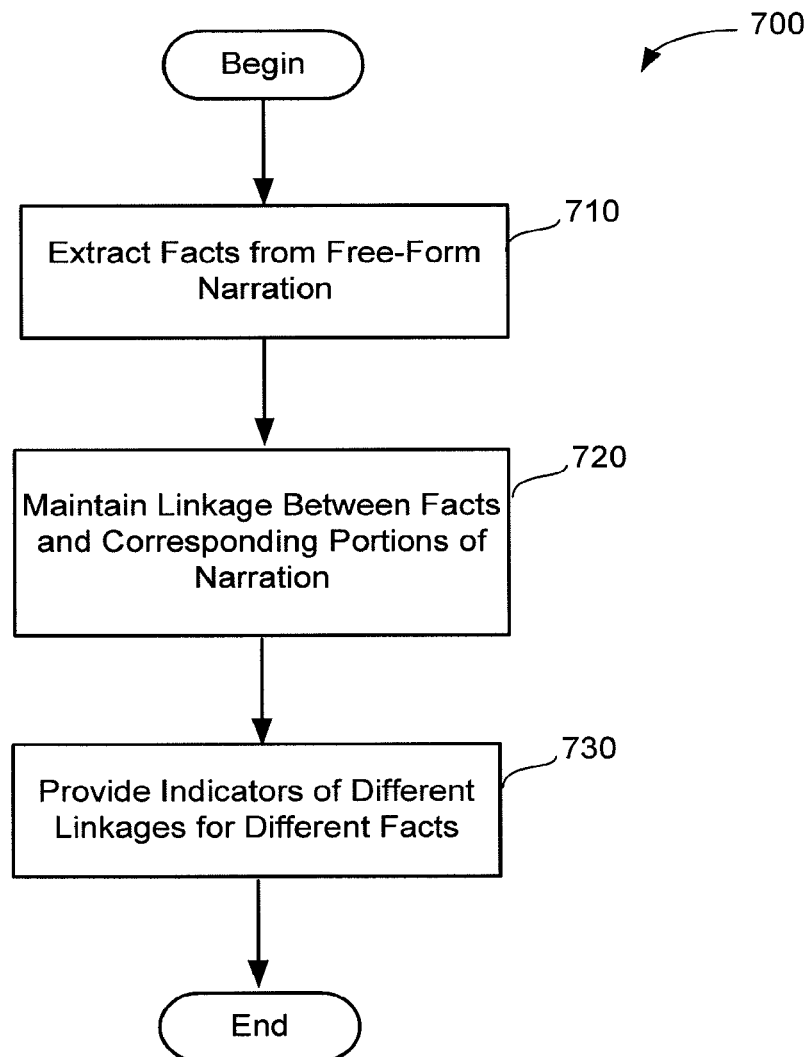 700
Begin
710
Extract Facts from Free-Form
Narration
720
Maintain Linkage Between Facts
and Corresponding Portions of
Narration
730
Provide Indicators of Different
Linkages for Different Facts
End